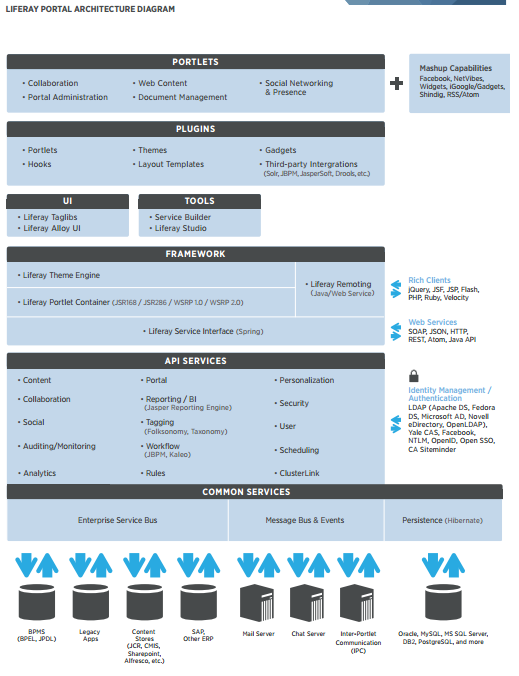 LIFERAY PORTAL ARCHITECTURE DIAGRAM
PORTLETS
• Collaboration
• Portal Administration
• Web Content
• Document Management
• Social Networking
& Presence
Mashup Capabilities
Facebook, NetVibes,
Widgets, iGoogle/Gadgets,
Shindig, RSS/Atom
PLUGINS
• Portlets
• Hooks
• Themes
• Layout Templates
• Gadgets
• Third-party Intergrations
(Solr, JBPM, JasperSoft, Drools, etc.)
UI
• Liferay Taglibs
• Liferay Alloy UI
TOOLS
• Service Builder
• Liferay Studio
FRAMEWORK
• Liferay Theme Engine
• Liferay Portlet Container (JSR168 / JSR286 / WSRP 1.0 / WSRP 2.0)
• Liferay Remoting
(Java/Web Service)
• Liferay Service Interface (Spring)
Rich Clients
jQuery, JSF, JSP, Flash,
PHP, Ruby, Velocity
Web Services
SOAP, JSON, HTTP,
REST, Atom, Java API
API SERVICES
• Content
• Collaboration
• Social
• Auditing/Monitoring
• Analytics
• Portal
• Reporting / BI
(Jasper Reporting Engine)
• Tagging
(Folksonomy, Taxonomy)
• Workflow
(JBPM, Kaleo)
• Rules
• Personalization
• Security
• User
• Scheduling
• ClusterLink
Identity Management /
Authentication
LDAP (Apache DS, Fedora
DS, Microsoft AD, Novell
eDirectory, OpenLDAP),
Yale CAS, Facebook,
NTLM, OpenID, Open SSO,
CA Siteminder
COMMON SERVICES
Enterprise Service Bus
Message Bus & Events
Persistence (Hibernate)
BPMS
(BPEL, JPDL)
Legacy
Apps
Content
Stores
(JCR, CMIS,
Sharepoint,
Alfresco, etc.)
SAP,
Other ERP
Mail Server
Chat Server
Inter-Portlet
Communication
(IPC)
Oracle, MySQL, MS SQL Server,
DB2, PostgreSQL, and more